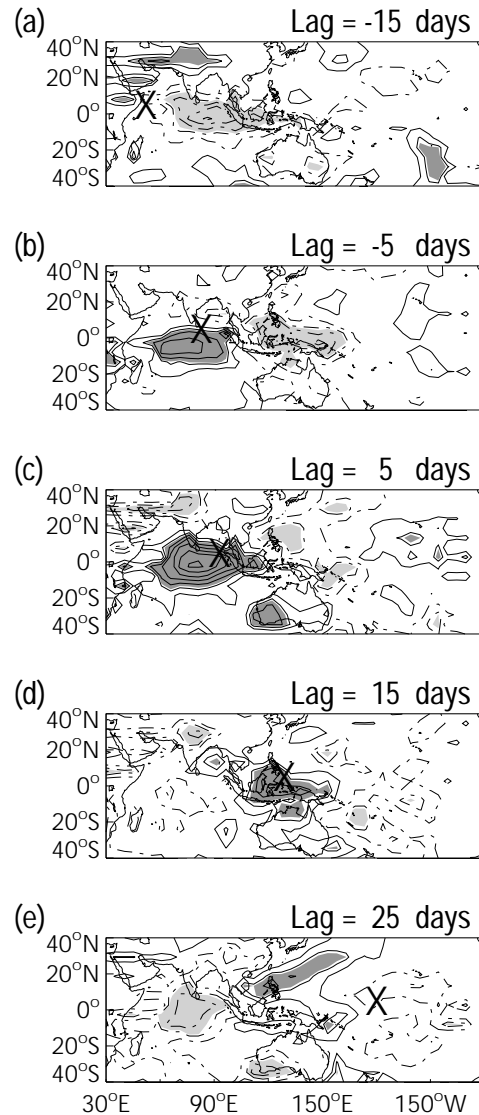 (a) Lag = -15 days
40°N
20°N
0°
20°S
40°S
X
(b) Lag = -5 days
40°N
20°N
0°
20°S
40°S
X
(c) Lag = 5 days
40°N
20°N
0°
20°S
40°S
X
(d) Lag = 15 days
40°N
20°N
0°
20°S
40°S
X
(e) Lag = 25 days
40°N
20°N
0°
20°S
40°S
X
30°E 90°E 150°E 150°W